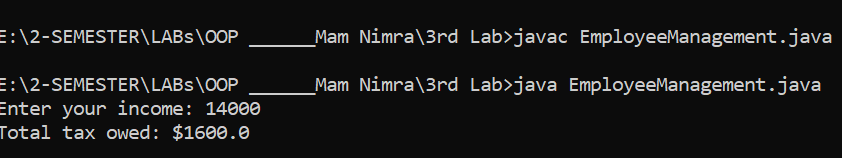 E:\2-SEMESTER\LABs\OOP ______Mam Nimra\3rd Lab>javac EmployeeManagement.java
E:\2-SEMESTER\LABs\OOP ______Mam Nimra\3rd Lab>java EmployeeManagement.java
Enter your income: 14000
Total tax owed: $1600.0